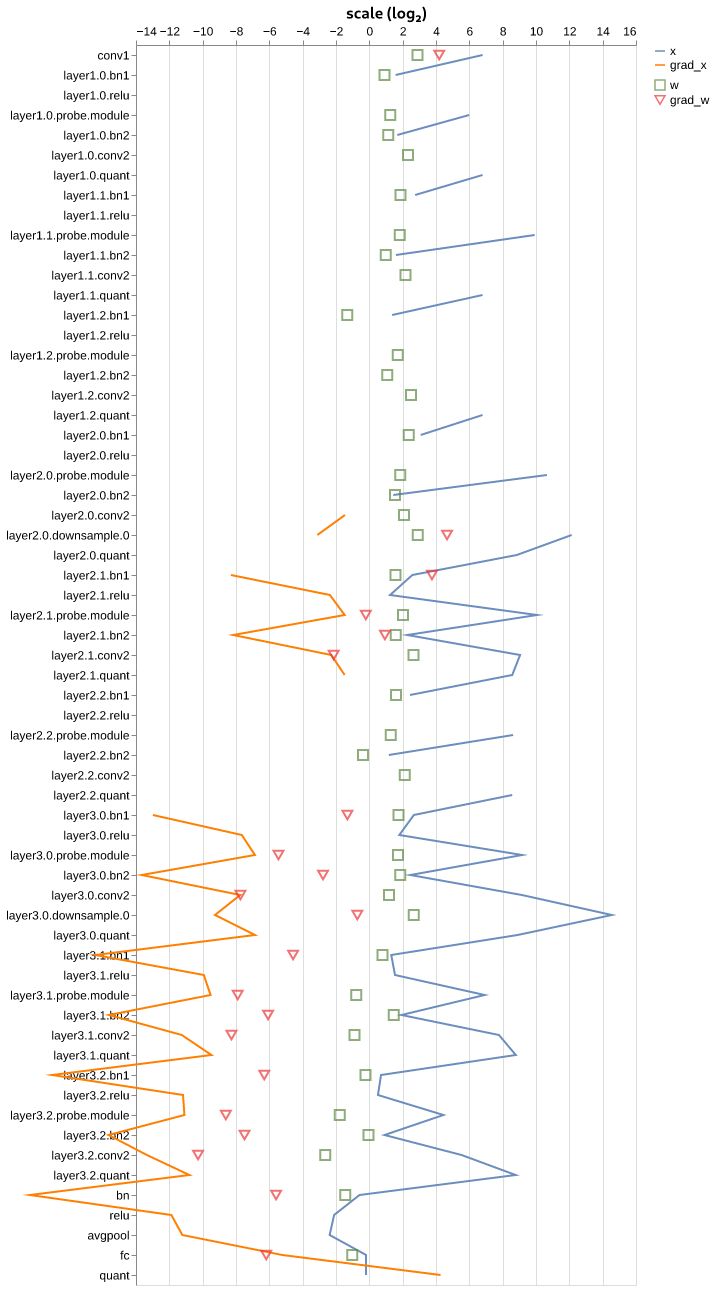 scale (log₂)
−14 −12 −10 −8 −6 −4 −2 0 2 4 6 8 10 12 14 16
x
grad_x
w
grad_w
conv1
layer1.0.bn1
layer1.0.relu
layer1.0.probe.module
layer1.0.bn2
layer1.0.conv2
layer1.0.quant
layer1.1.bn1
layer1.1.relu
layer1.1.probe.module
layer1.1.bn2
layer1.1.conv2
layer1.1.quant
layer1.2.bn1
layer1.2.relu
layer1.2.probe.module
layer1.2.bn2
layer1.2.conv2
layer1.2.quant
layer2.0.bn1
layer2.0.relu
layer2.0.probe.module
layer2.0.bn2
layer2.0.conv2
layer2.0.downsample.0
layer2.0.quant
layer2.1.bn1
layer2.1.relu
layer2.1.probe.module
layer2.1.bn2
layer2.1.conv2
layer2.1.quant
layer2.2.bn1
layer2.2.relu
layer2.2.probe.module
layer2.2.bn2
layer2.2.conv2
layer2.2.quant
layer3.0.bn1
layer3.0.relu
layer3.0.probe.module
layer3.0.bn2
layer3.0.conv2
layer3.0.downsample.0
layer3.0.quant
layer3.1.bn1
layer3.1.relu
layer3.1.probe.module
layer3.1.bn2
layer3.1.conv2
layer3.1.quant
layer3.2.bn1
layer3.2.relu
layer3.2.probe.module
layer3.2.bn2
layer3.2.conv2
layer3.2.quant
bn
relu
avgpool
fc
quant